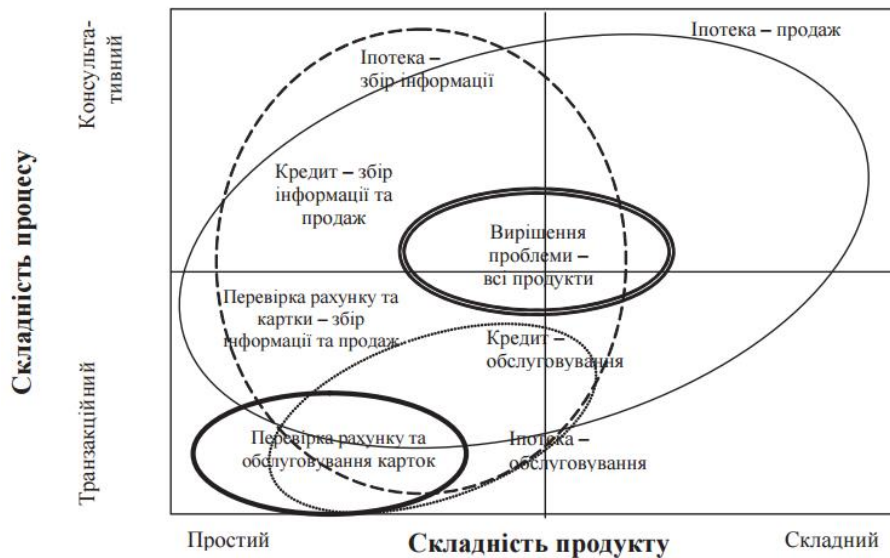 Складність процесу
Консульта-
тивний
Транзакційний
Іпотека – продаж
Іпотека –
збір інформації
Кредит – збір
інформації та
продаж
Вирішення
проблеми –
всі продукти
Перевірка рахунку та
картки – збір
інформації та продаж
Кредит –
обслуговування
Перевірка рахунку та
обслуговування карток
Іпотека –
обслуговування
Простий
Складність продукту
Складний